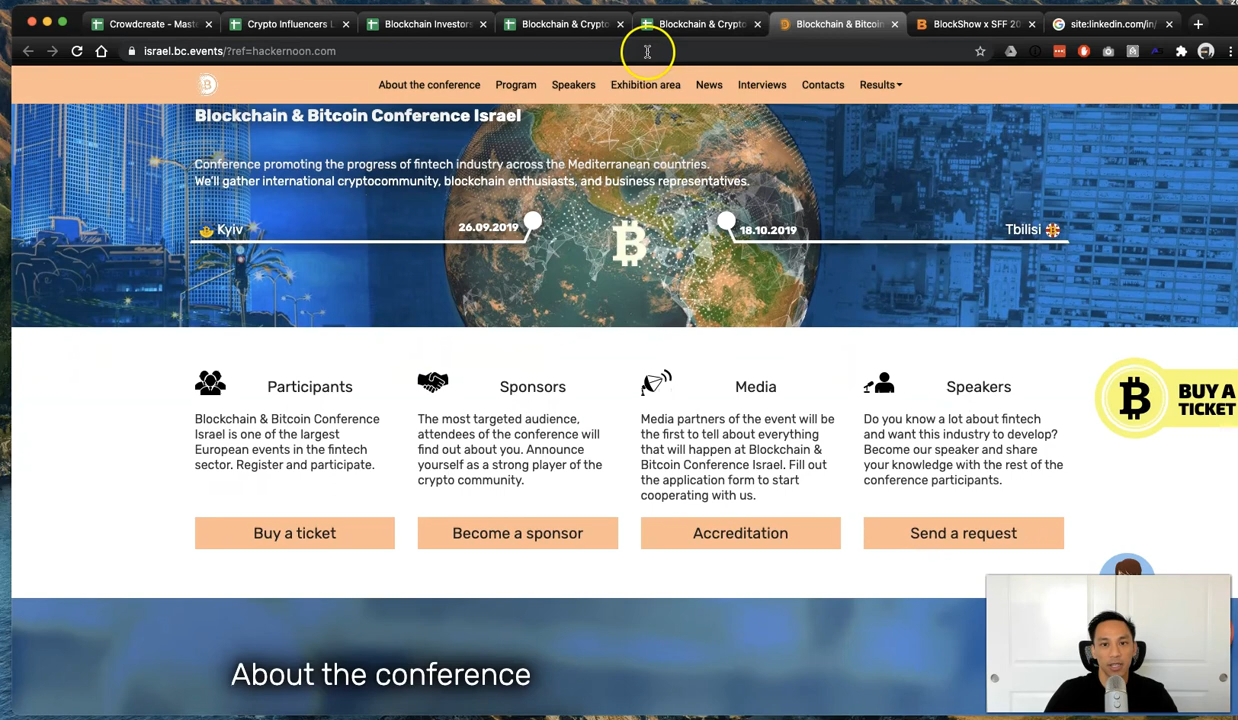 Crowdcreate - Mast
Crypto Influencers L
Blockchain Investors
Blockchain & Crypto
Blockchain & Crypto
Blockchain & Bitcoin
BlockShow x SFF 20
site:linkedin.com/in/
israel.bc.events/?ref=hackernoon.com
About the conference
Program
Speakers
Exhibition area
News
Interviews
Contacts
Results
Blockchain & Bitcoin Conference Israel
Conference promoting the progress of fintech industry across the Mediterranean countries.
We'll gather international cryptocommunity, blockchain enthusiasts, and business representatives.
Kyiv
26.09.2019
18.10.2019
Tbilisi
Participants
Blockchain & Bitcoin Conference
Israel is one of the largest
European events in the fintech
sector. Register and participate.
Buy a ticket
Sponsors
The most targeted audience,
attendees of the conference will
find out about you. Announce
yourself as a strong player of the
crypto community.
Become a sponsor
Media
Media partners of the event will be
the first to tell about everything
that will happen at Blockchain &
Bitcoin Conference Israel. Fill out
the application form to start
cooperating with us.
Accreditation
Speakers
Do you know a lot about fintech
and want this industry to develop?
Become our speaker and share
your knowledge with the rest of the
conference participants.
Send a request
BUY A
TICKET
About the conference